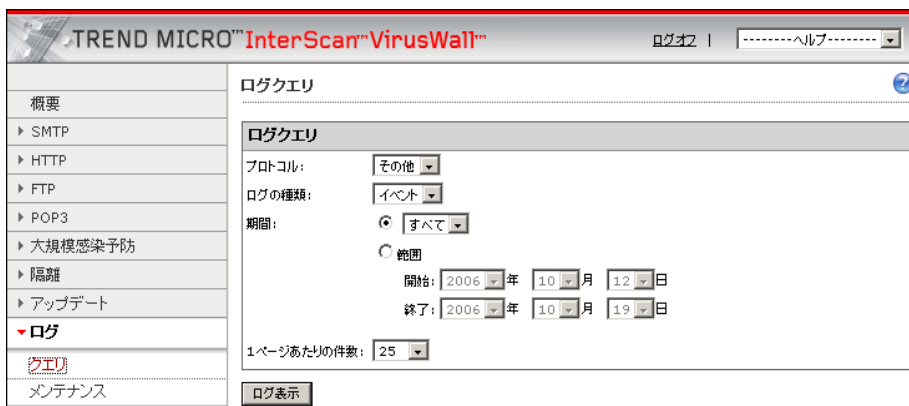 TREND MICRO™ InterScan™ VirusWall™ ログオフ | --------ヘルプ--------
ログクエリ
概要
SMTP
HTTP
FTP
POP3
大規模感染予防
隔離
アップデート
ログ
クエリ
メンテナンス
ログクエリ
プロトコル: その他
ログの種類: イベント
期間: すべて
範囲
開始: 2006 年 10 月 12 日
終了: 2006 年 10 月 19 日
1ページあたりの件数: 25
ログ表示